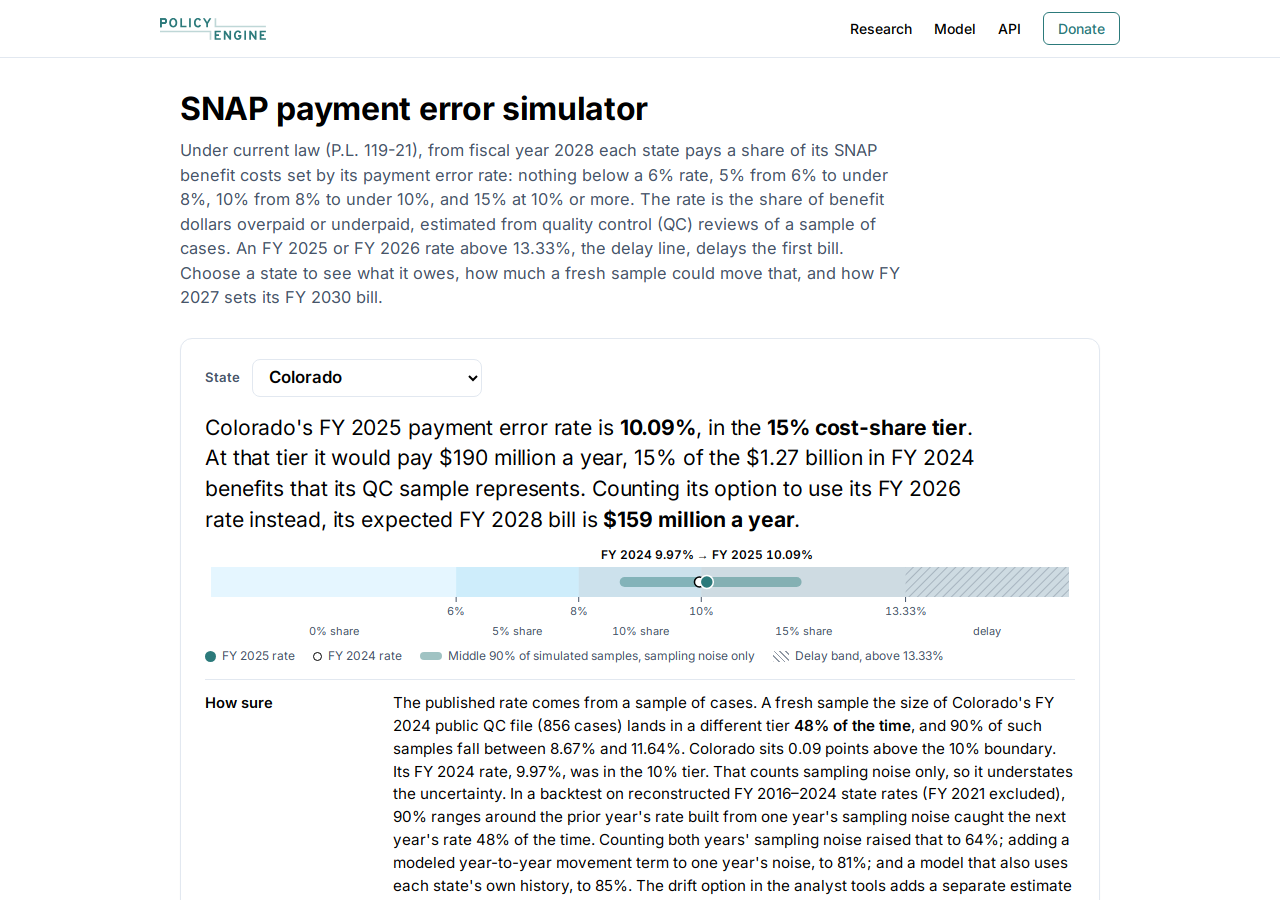 POLICY
ENGINE
Research
Model
API
Donate
SNAP payment error simulator
Under current law (P.L. 119-21), from fiscal year 2028 each state pays a share of its SNAP
benefit costs set by its payment error rate: nothing below a 6% rate, 5% from 6% to under
8%, 10% from 8% to under 10%, and 15% at 10% or more. The rate is the share of benefit
dollars overpaid or underpaid, estimated from quality control (QC) reviews of a sample of
cases. An FY 2025 or FY 2026 rate above 13.33%, the delay line, delays the first bill.
Choose a state to see what it owes, how much a fresh sample could move that, and how FY
2027 sets its FY 2030 bill.
State
Colorado
Colorado's FY 2025 payment error rate is 10.09%, in the 15% cost-share tier.
At that tier it would pay $190 million a year, 15% of the $1.27 billion in FY 2024
benefits that its QC sample represents. Counting its option to use its FY 2026
rate instead, its expected FY 2028 bill is $159 million a year.
FY 2024 9.97% → FY 2025 10.09%
6%
8%
10%
13.33%
0% share
5% share
10% share
15% share
delay
FY 2025 rate
FY 2024 rate
Middle 90% of simulated samples, sampling noise only
Delay band, above 13.33%
How sure
The published rate comes from a sample of cases. A fresh sample the size of Colorado's FY
2024 public QC file (856 cases) lands in a different tier 48% of the time, and 90% of such
samples fall between 8.67% and 11.64%. Colorado sits 0.09 points above the 10% boundary.
Its FY 2024 rate, 9.97%, was in the 10% tier. That counts sampling noise only, so it understates
the uncertainty. In a backtest on reconstructed FY 2016–2024 state rates (FY 2021 excluded),
90% ranges around the prior year's rate built from one year's sampling noise caught the next
year's rate 48% of the time. Counting both years' sampling noise raised that to 64%; adding a
modeled year-to-year movement term to one year's noise, to 81%; and a model that also uses
each state's own history, to 85%. The drift option in the analyst tools adds a separate estimate